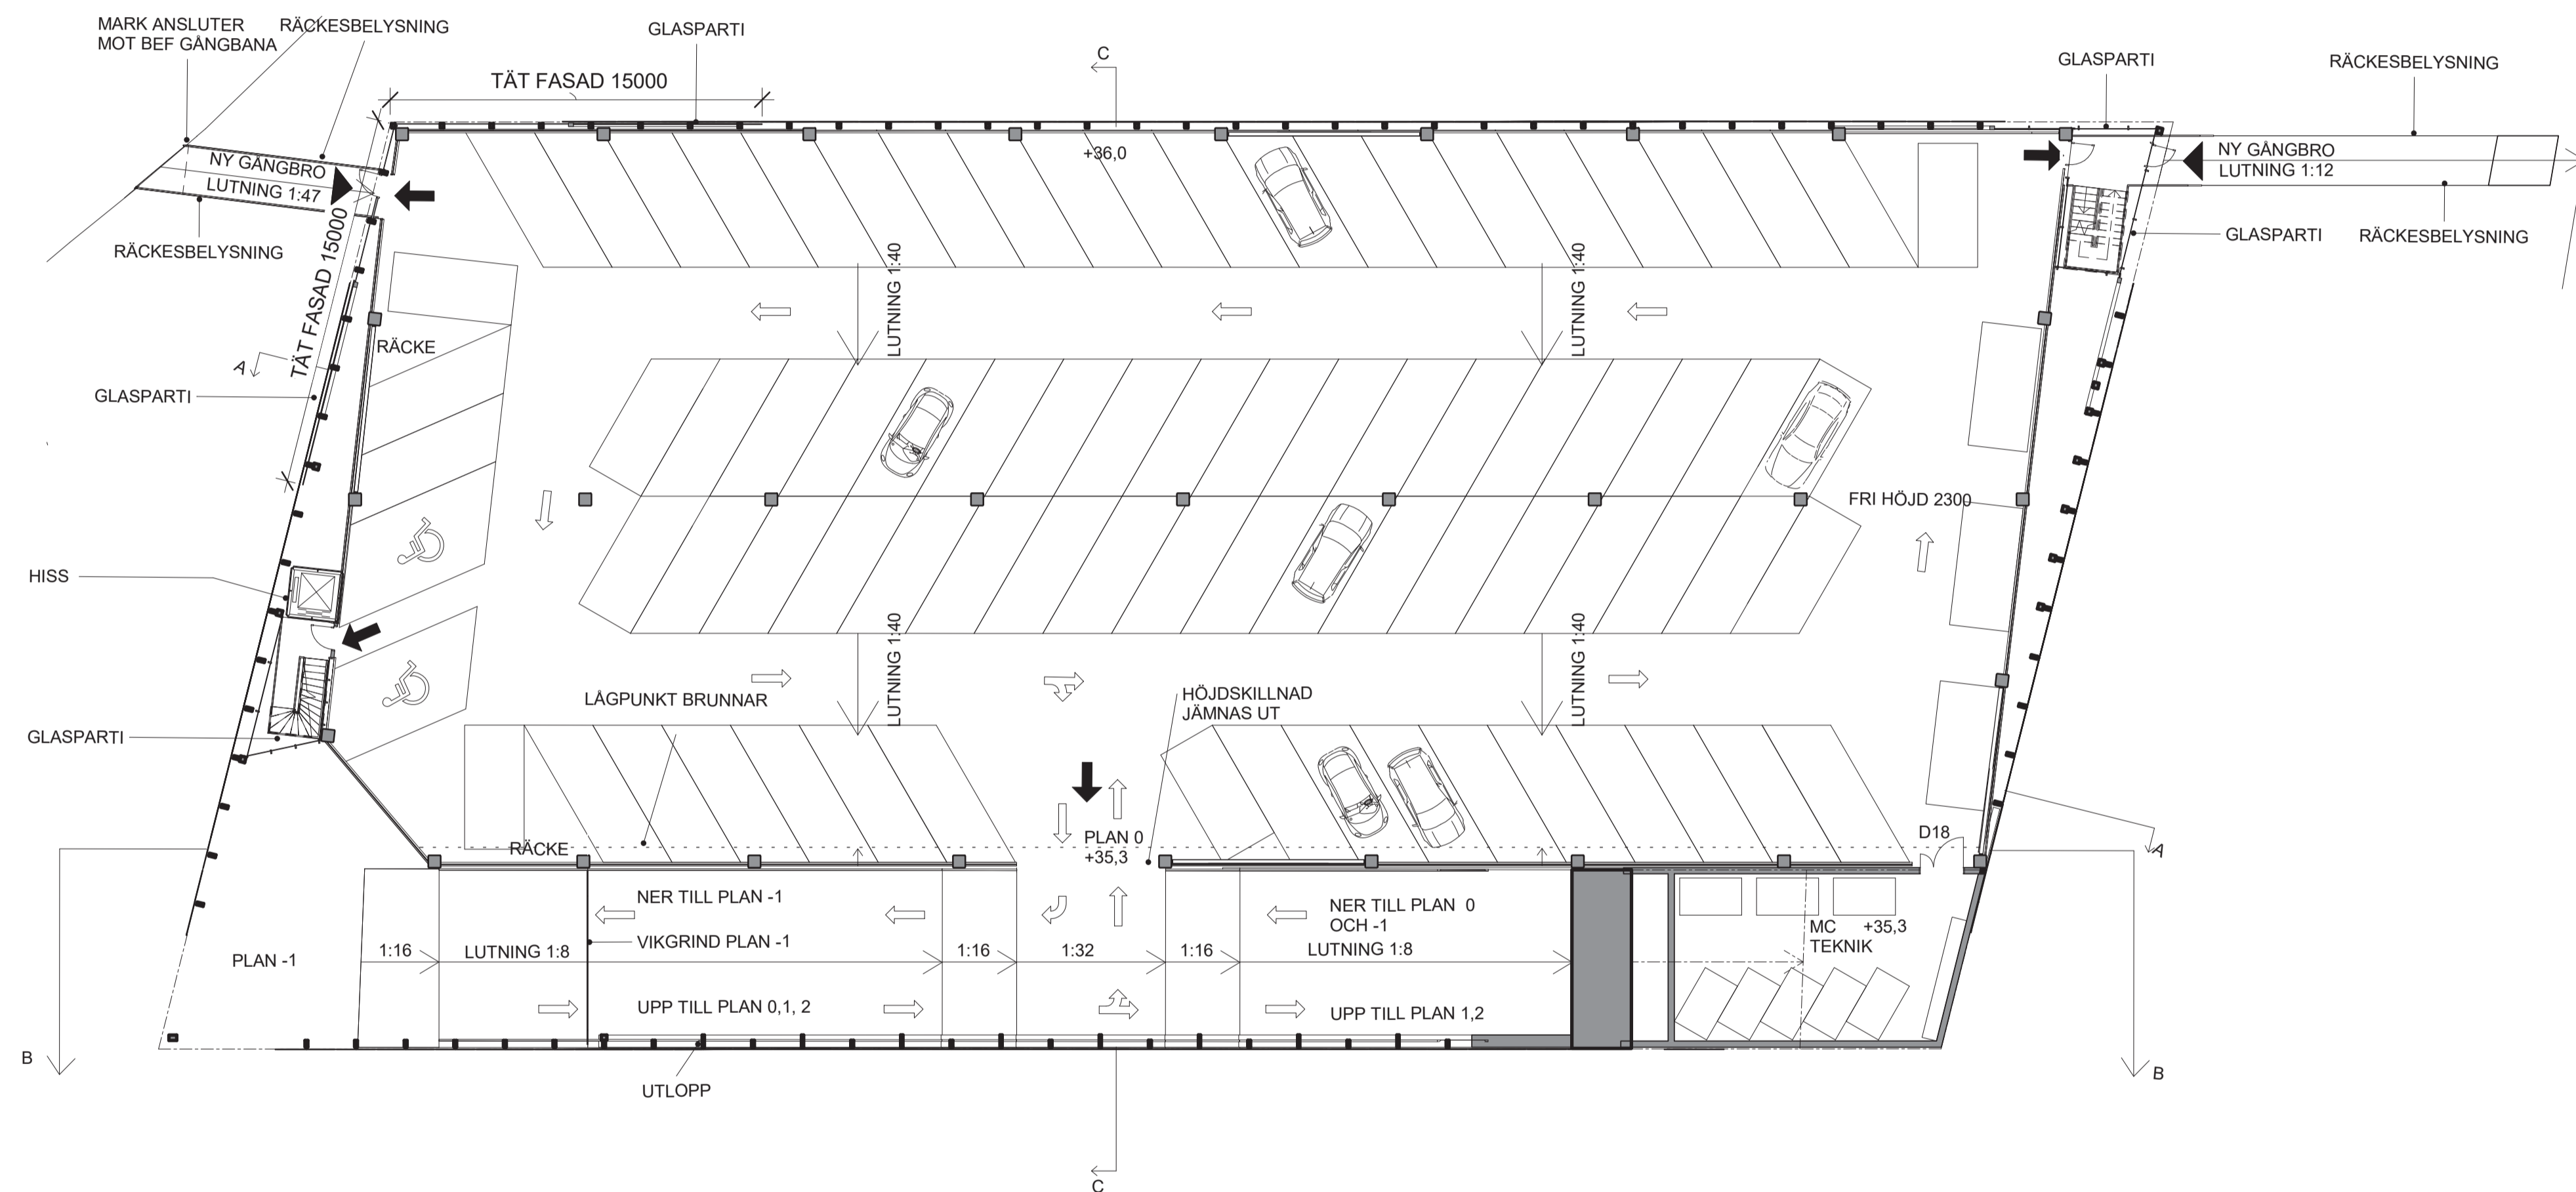 MARK ANSLUTER
MOT BEF GÅNGBANA
RÄCKESBELYSNING
GLASPARTI
C
GLASPARTI
RÄCKESBELYSNING
TÄT FASAD 15000
NY GÅNGBRO
LUTNING 1:47
+36,0
NY GÅNGBRO
LUTNING 1:12
RÄCKESBELYSNING
TÄT FASAD 15000
GLASPARTI
RÄCKESBELYSNING
LUTNING 1:40
LUTNING 1:40
RÄCKE
A
GLASPARTI
FRI HÖJD 2300
HISS
LUTNING 1:40
LUTNING 1:40
LÅGPUNKT BRUNNAR
HÖJDSKILLNAD
JÄMNAS UT
GLASPARTI
RÄCKE
PLAN 0
+35,3
D18
A
NER TILL PLAN -1
NER TILL PLAN 0
OCH -1
VIKGRIND PLAN -1
MC +35,3
TEKNIK
PLAN -1
1:16
LUTNING 1:8
1:16
1:32
1:16
LUTNING 1:8
UPP TILL PLAN 0,1, 2
UPP TILL PLAN 1,2
B
B
UTLOPP
C